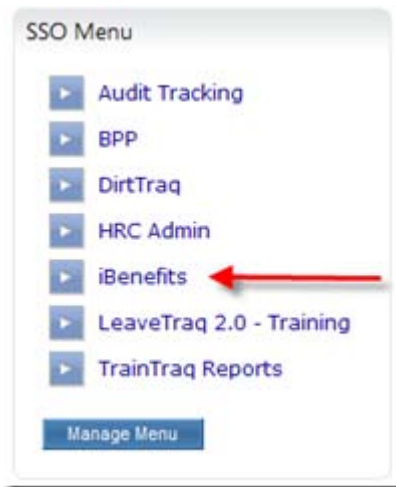 SSO Menu
Audit Tracking
BPP
DirtTraq
HRC Admin
iBenefits
LeaveTraq 2.0 - Training
TrainTraq Reports
Manage Menu